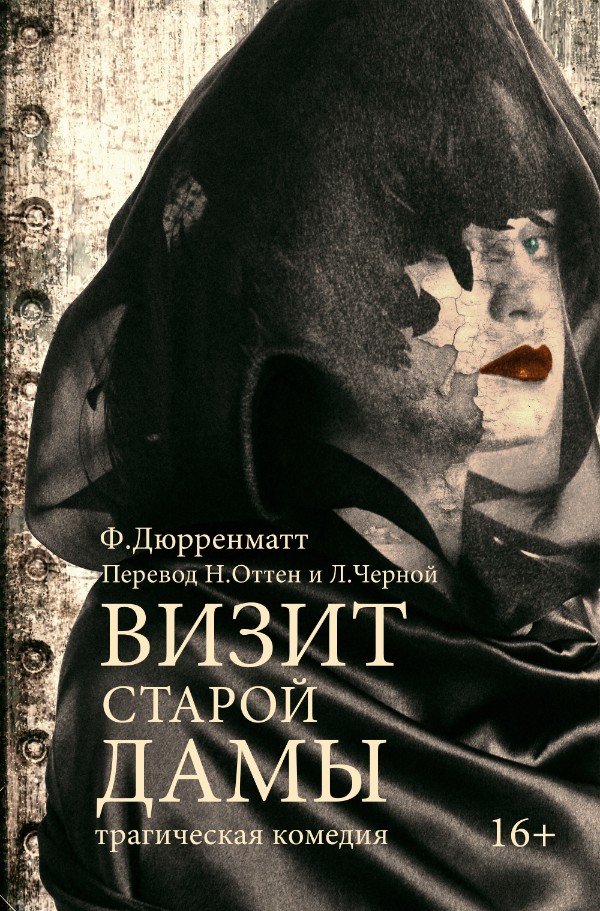 Ф.Дюрренматт
Перевод Н.Оттен и Л.Черной
ВИЗИТ
СТАРОЙ
ДАМЫ
трагическая комедия
16+